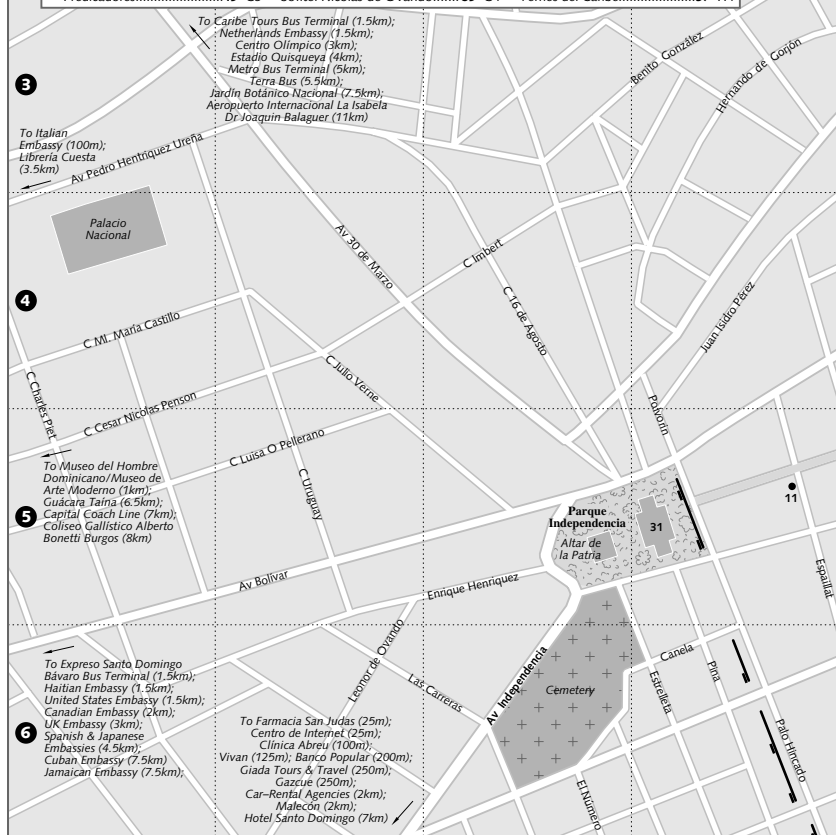 To Caribe Tours Bus Terminal (1.5km);
Netherlands Embassy (1.5km);
Centro Olímpico (3km);
Estadio Quisqueya (4km);
Metro Bus Terminal (5km);
Terra Bus (5.5km);
Jardín Botánico Nacional (7.5km);
Aeropuerto Internacional La Isabela
Dr Joaquin Balaguer (11km)
Benito González
Hernando de Gorjón
3
To Italian
Embassy (100m);
Librería Cuesta
(3.5km)
Av Pedro Hentriquez Ureña
Palacio
Nacional
Av 30 de Marzo
C Imbert
4
C 16 de Agosto
Juan Isidio Pérez
C Ml. María Castillo
C Julio Verne
C Charles Piet
C Cesar Nicolas Penson
Polvorín
C Luisa O Pellerano
To Museo del Hombre
Dominicano/Museo de
Arte Moderno (1km);
Guácara Taína (6.5km);
Capital Coach Line (7km);
Coliseo Gallístico Alberto
Bonetti Burgos (8km)
C Uruguay
5
Parque
Independencia
31
11
Altar de
la Patria
Av Bolívar
Enrique Henriquez
Espaillat
To Expreso Santo Domingo
Bávaro Bus Terminal (1.5km);
Haitian Embassy (1.5km);
United States Embassy (1.5km);
Canadian Embassy (2km);
UK Embassy (3km);
Spanish & Japanese
Embassies (4.5km);
Cuban Embassy (7.5km)
Jamaican Embassy (7.5km);
6
Leonor de Ovando
Las Carreras
Av Independencia
Cemetery
Canela
Estrelleta
Pina
Palo Hincado
To Farmacia San Judas (25m);
Centro de Internet (25m);
Clínica Abreu (100m);
Vivan (125m); Banco Popular (200m);
Giada Tours & Travel (250m);
Gazcue (250m);
Car–Rental Agencies (2km);
Malecón (2km);
Hotel Santo Domingo (7km)
El Número